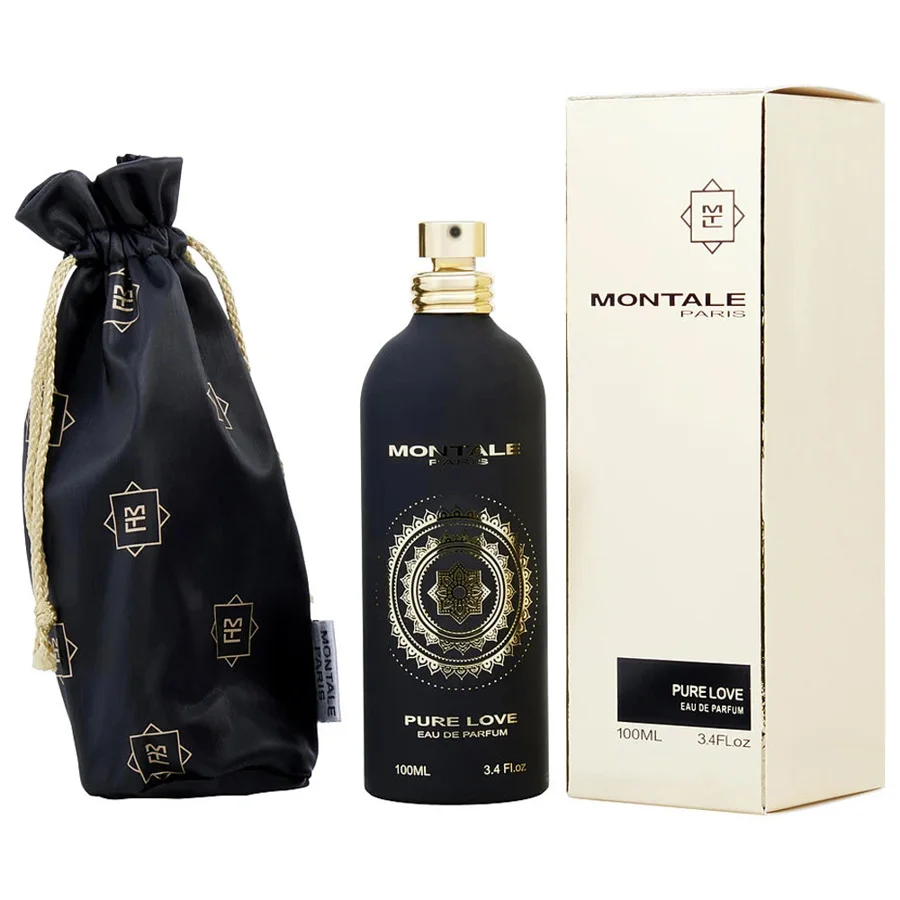 MONTALE
PARIS
MONTALE
PARIS
PURE LOVE
EAU DE PARFUM
100ML 3.4 Fl.oz
MONTALE
PARIS
PURE LOVE
EAU DE PARFUM
100ML 3.4FLoz